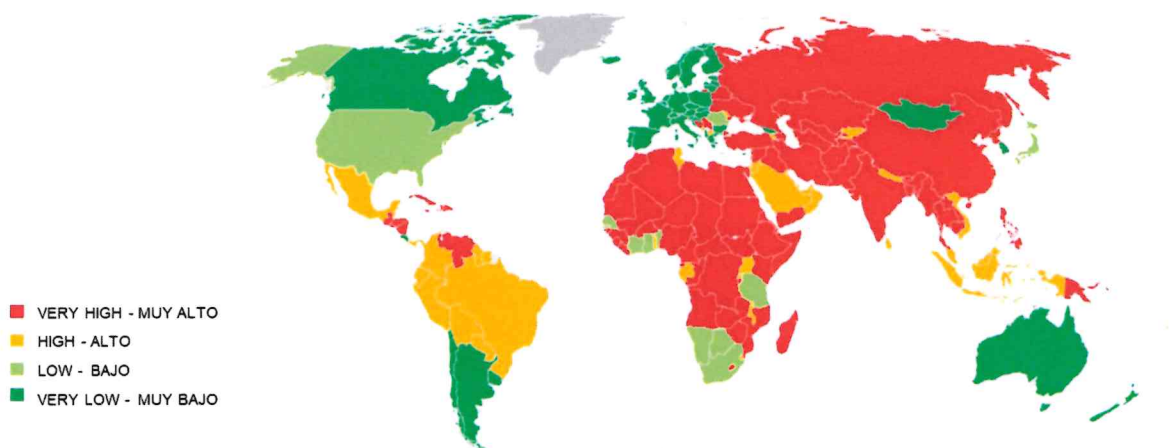 VERY HIGH - MUY ALTO
HIGH - ALTO
LOW - BAJO
VERY LOW - MUY BAJO